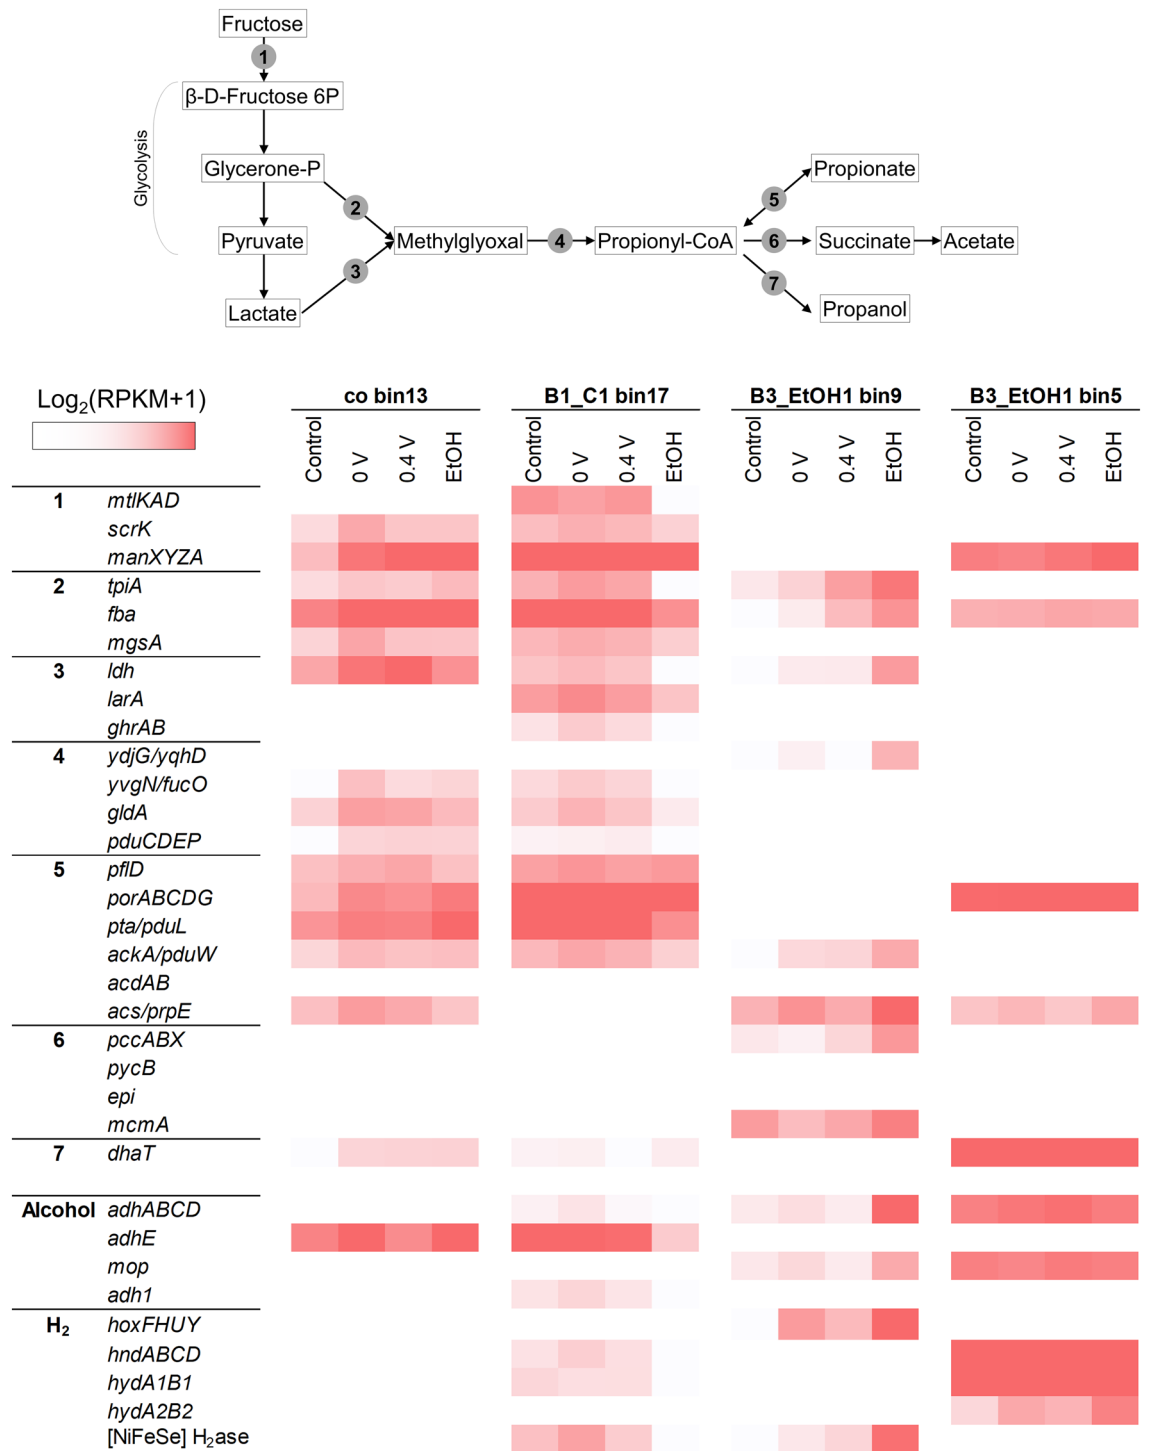 Fructose
1
β-D-Fructose 6P
Glycolysis
Glycerone-P
Propionate
2
5
Pyruvate
Methylglyoxal
4
Propionyl-CoA
6
Succinate
Acetate
3
7
Lactate
Propanol
Log2(RPKM+1)
co bin13
B1_C1 bin17
B3_EtOH1 bin9
B3_EtOH1 bin5
Control 0 V 0.4 V EtOH Control 0 V 0.4 V EtOH Control 0 V 0.4 V EtOH Control 0 V 0.4 V EtOH
1 mtlKAD
scrK
manXYZA
2 tpiA
fba
mgsA
3 ldh
larA
ghrAB
4 ydjG/yqhD
yvgN/fucO
gldA
pduCDEP
5 pflD
porABCDG
pta/pduL
ackA/pduW
acdAB
acs/prpE
6 pccABX
pycB
epi
mcmA
7 dhaT
Alcohol adhABCD
adhE
mop
adh1
H2 hoxFHUY
hndABCD
hydA1B1
hydA2B2
[NiFeSe] H2ase